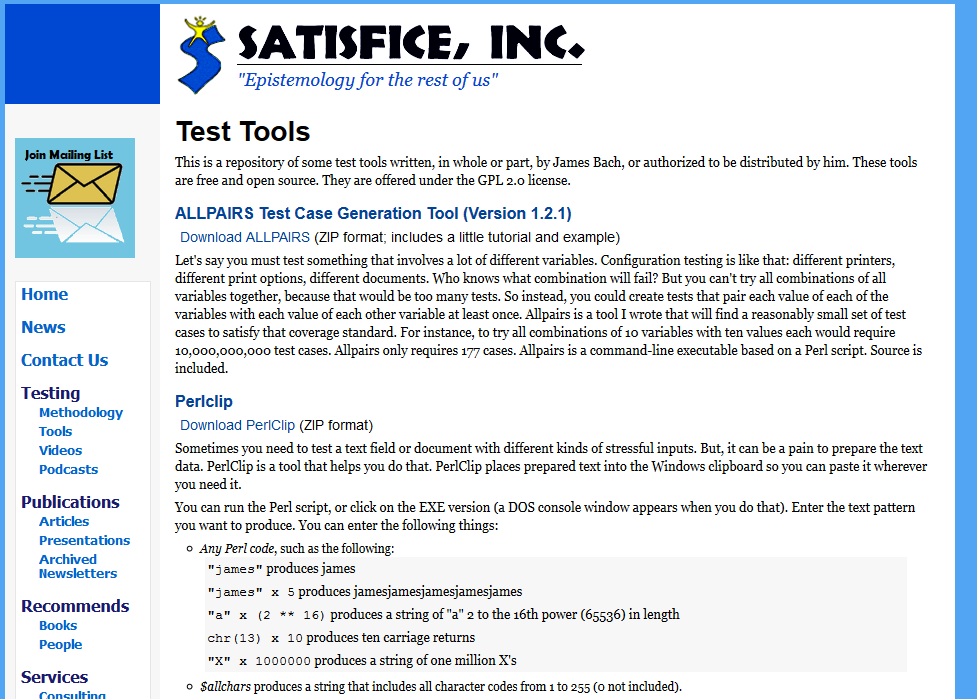 SATISFICE, INC.
"Epistemology for the rest of us"
Join Mailing List
Home
News
Contact Us
Testing
Methodology
Tools
Videos
Podcasts
Publications
Articles
Presentations
Archived
Newsletters
Recommends
Books
People
Services
Consulting
Test Tools
This is a repository of some test tools written, in whole or part, by James Bach, or authorized to be distributed by him. These tools
are free and open source. They are offered under the GPL 2.0 license.
ALLPAIRS Test Case Generation Tool (Version 1.2.1)
Download ALLPAIRS (ZIP format; includes a little tutorial and example)
Let's say you must test something that involves a lot of different variables. Configuration testing is like that: different printers,
different print options, different documents. Who knows what combination will fail? But you can't try all combinations of all
variables together, because that would be too many tests. So instead, you could create tests that pair each value of each of the
variables with each value of each other variable at least once. Allpairs is a tool I wrote that will find a reasonably small set of test
cases to satisfy that coverage standard. For instance, to try all combinations of 10 variables with ten values each would require
10,000,000,000 test cases. Allpairs only requires 177 cases. Allpairs is a command-line executable based on a Perl script. Source is
included.
Perlclip
Download PerlClip (ZIP format)
Sometimes you need to test a text field or document with different kinds of stressful inputs. But, it can be a pain to prepare the text
data. PerlClip is a tool that helps you do that. PerlClip places prepared text into the Windows clipboard so you can paste it wherever
you need it.
You can run the Perl script, or click on the EXE version (a DOS console window appears when you do that). Enter the text pattern
you want to produce. You can enter the following things:
Any Perl code, such as the following:
"james" produces james
"james" x 5 produces jamesjamesjamesjamesjames
"a" x (2 ** 16) produces a string of "a" 2 to the 16th power (65536) in length
chr(13) x 10 produces ten carriage returns
"X" x 1000000 produces a string of one million X's
$allchars produces a string that includes all character codes from 1 to 255 (0 not included).